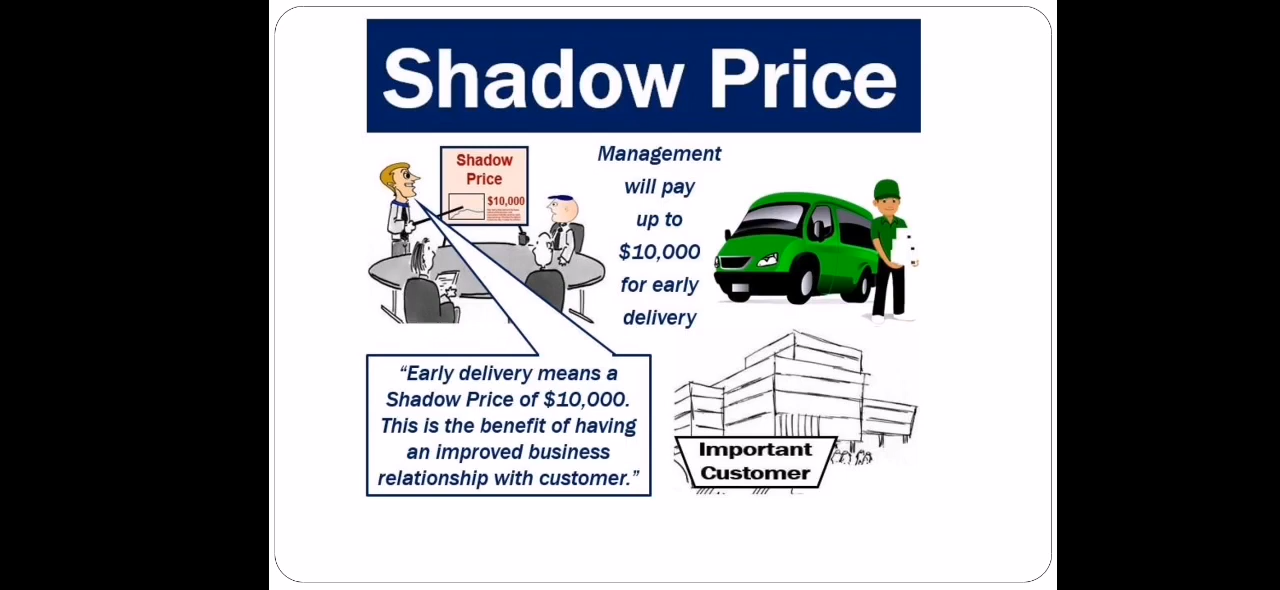 Shadow Price
Shadow
Price
$10,000
Management
will pay
up to
$10,000
for early
delivery
“Early delivery means a
Shadow Price of $10,000.
This is the benefit of having
an improved business
relationship with customer.”
Important
Customer